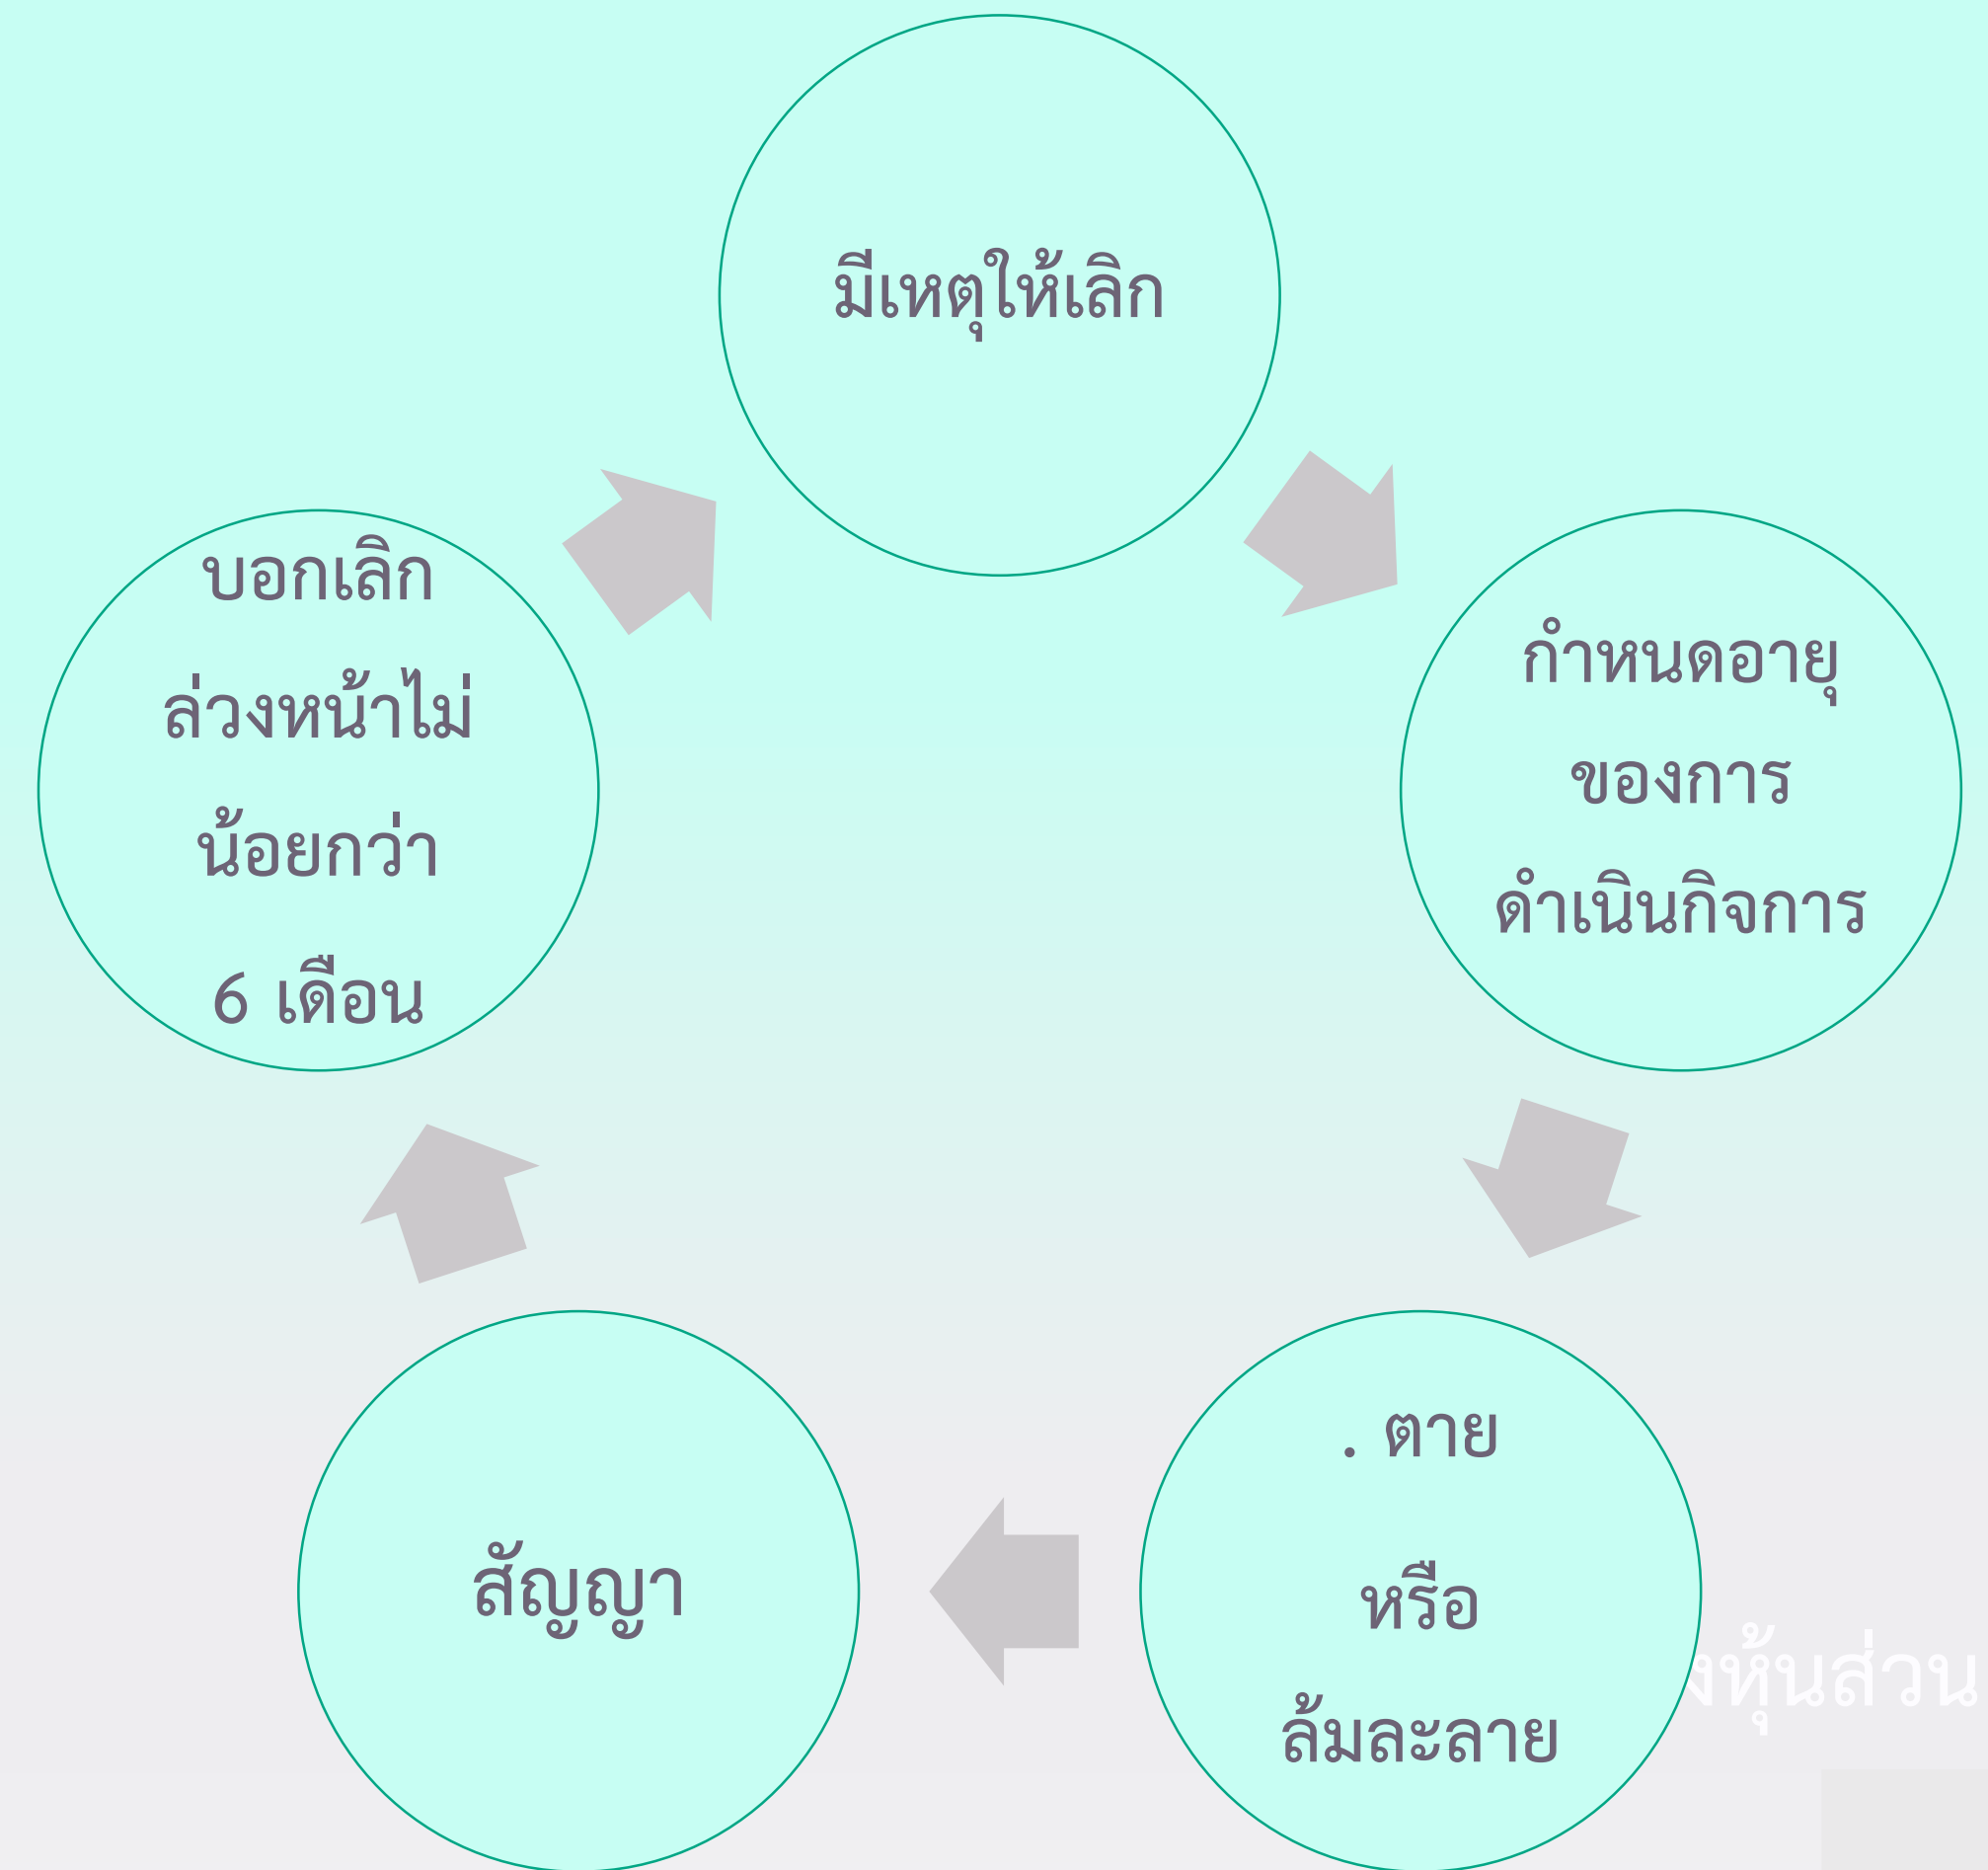 มีเหตุให้เลิก
กำหนดอายุ
ของการ
ดำเนินกิจการ
. ตาย
หรือ
ล้มละลาย
สัญญา
บอกเลิก
ล่วงหน้าไม่
น้อยกว่า
6 เดือน
หุ้นส่วน